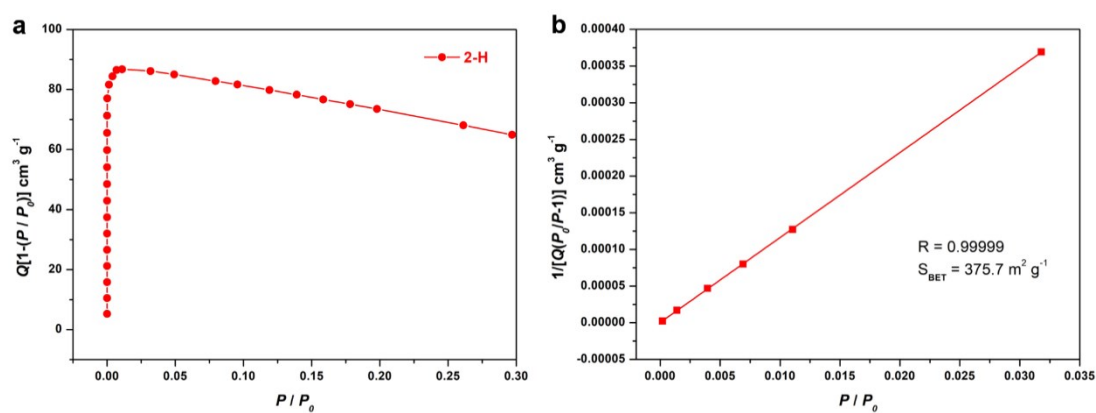 a
100
80
60
40
20
0
Q[1-(P / P₀)] cm³ g⁻¹
2-H
0.00 0.05 0.10 0.15 0.20 0.25 0.30
P / P₀
b
0.00040
0.00035
0.00030
0.00025
0.00020
0.00015
0.00010
0.00005
0.00000
-0.00005
1/[Q(P₀/P-1)] cm³ g⁻¹
R = 0.99999
S_BET = 375.7 m² g⁻¹
0.000 0.005 0.010 0.015 0.020 0.025 0.030 0.035
P / P₀